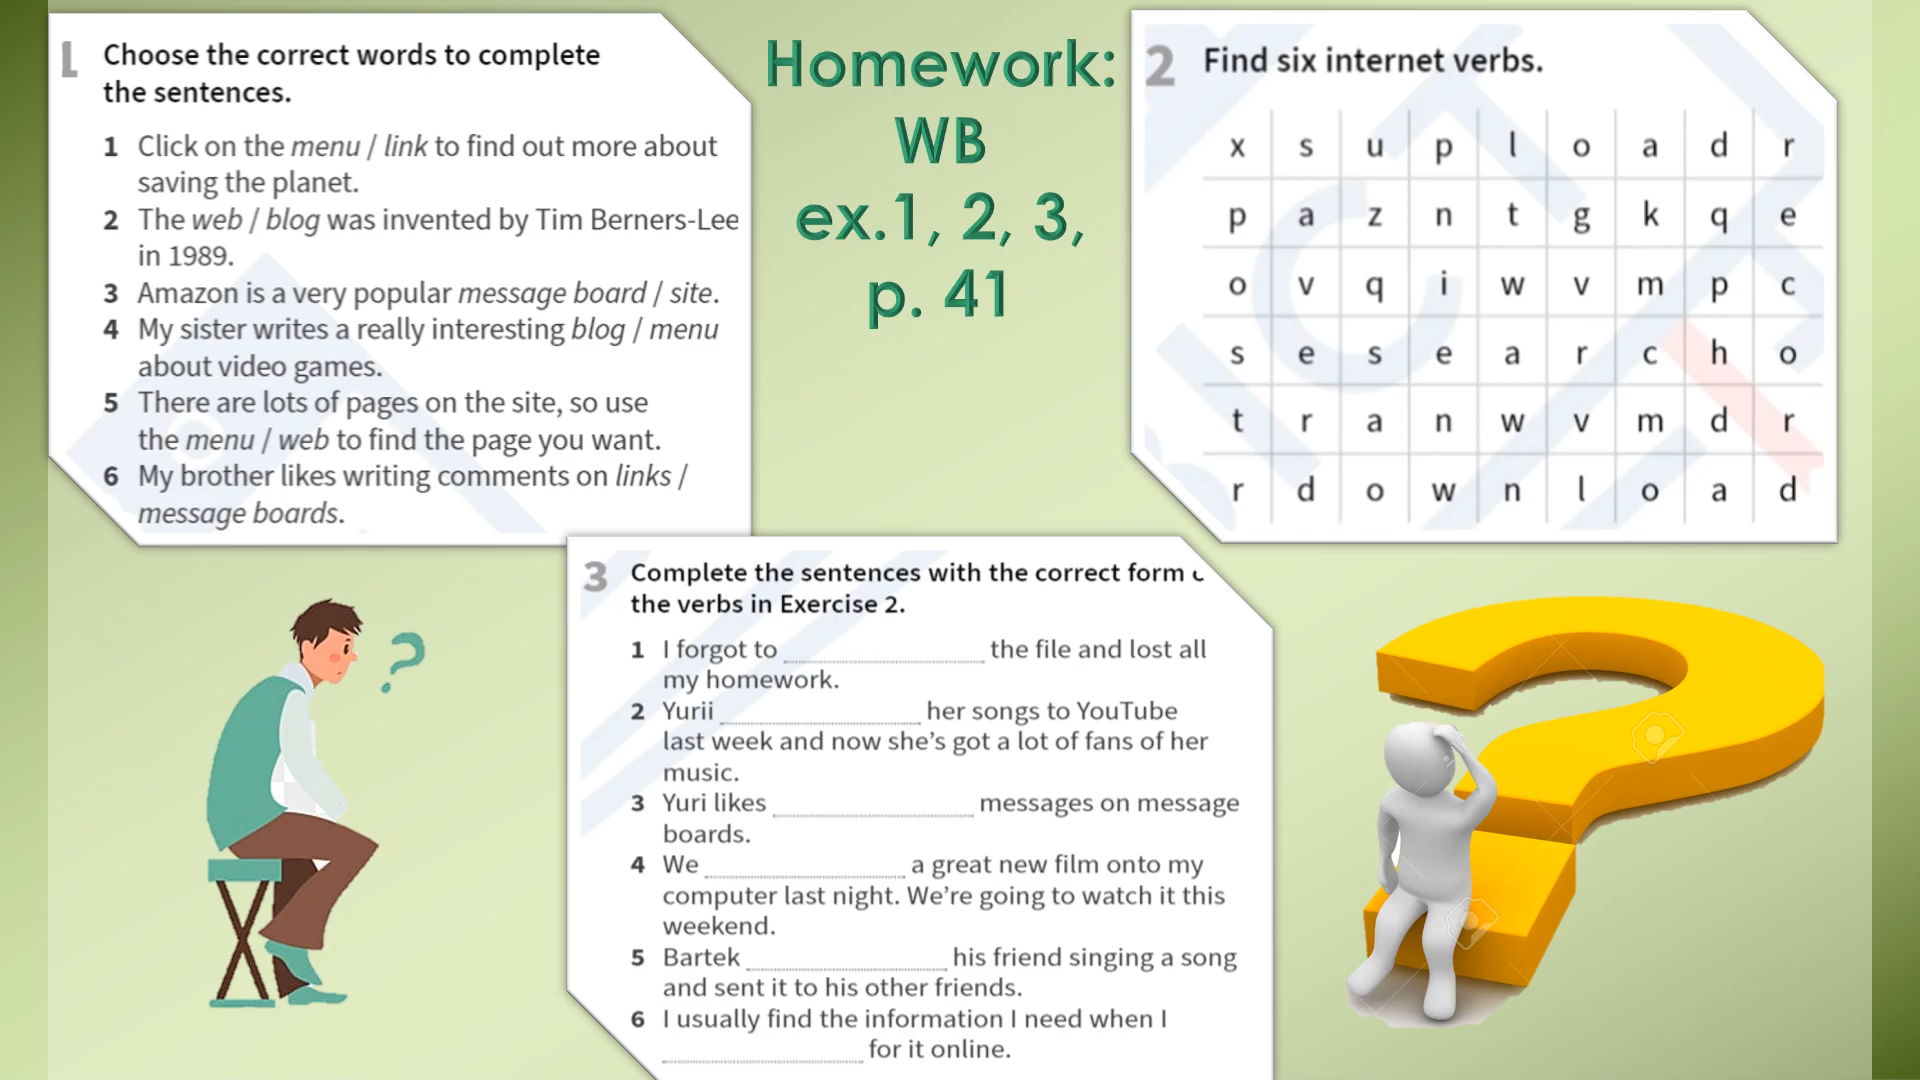 1 Choose the correct words to complete
the sentences.
1 Click on the menu / link to find out more about
saving the planet.
2 The web / blog was invented by Tim Berners-Lee
in 1989.
3 Amazon is a very popular message board / site.
4 My sister writes a really interesting blog / menu
about video games.
5 There are lots of pages on the site, so use
the menu / web to find the page you want.
6 My brother likes writing comments on links /
message boards.
Homework:
WB
ex.1, 2, 3,
p. 41
2 Find six internet verbs.
x s u p l o a d r
p a z n t g k q e
o v q i w v m p c
s e s e a r c h o
t r a n w v m d r
r d o w n l o a d
3 Complete the sentences with the correct form
the verbs in Exercise 2.
1 I forgot to ____ the file and lost all
my homework.
2 Yurii ____ her songs to YouTube
last week and now she's got a lot of fans of her
music.
3 Yuri likes ____ messages on message
boards.
4 We ____ a great new film onto my
computer last night. We're going to watch it this
weekend.
5 Bartek ____ his friend singing a song
and sent it to his other friends.
6 I usually find the information I need when I
____ for it online.